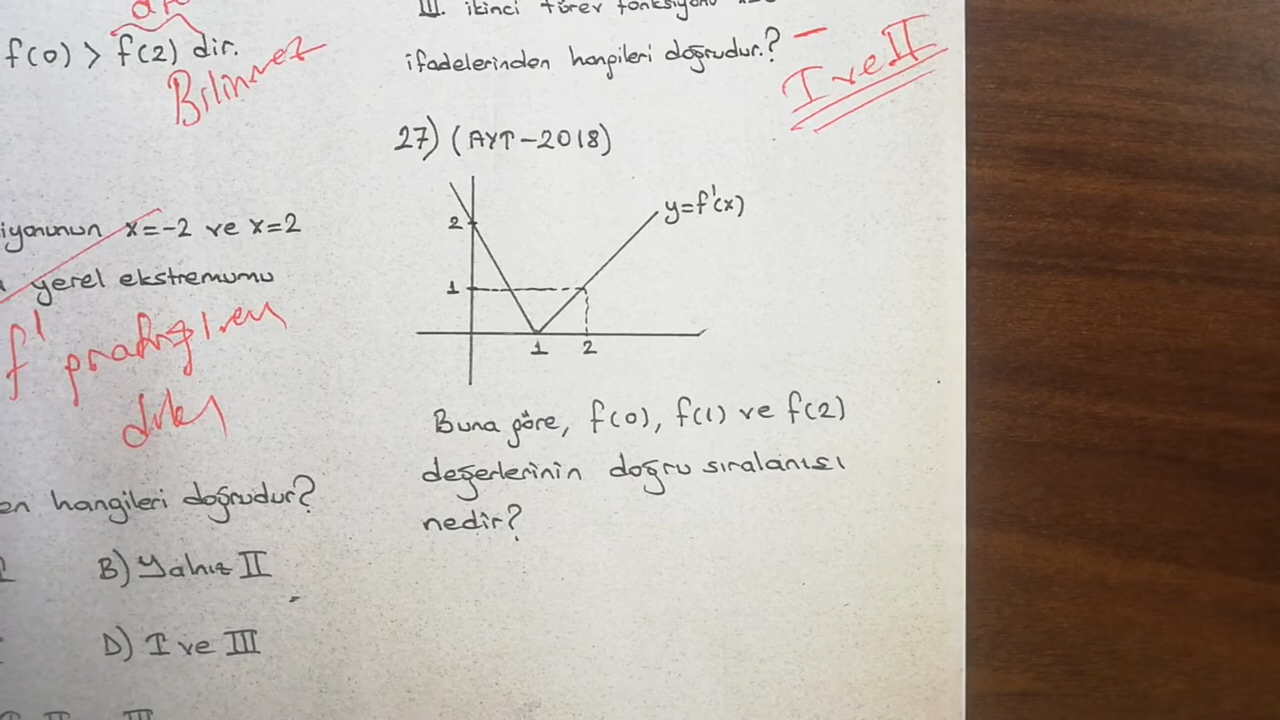 f(0) > f(2) dir.
Bilinmez
iyonunun x=-2 ve x=2
yerel ekstremumu
f'
en hangileri doğrudur?
B) Yalnız II
D) I ve III
III. ikinci türev fonksiyonu
ifadelerinden hangileri doğrudur.?
I ve II
27) (AYT-2018)
y=f'(x)
2
1
1 2
Buna göre, f(0), f(1) ve f(2)
değerlerinin doğru sıralanışı
nedir?